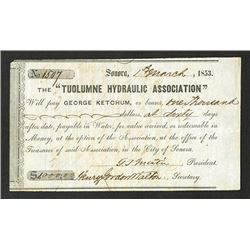 No. 1507 Sonora, 1st March, 1853.
THE "TUOLUMNE HYDRAULIC ASSOCIATION"
Will pay GEORGE KETCHUM, or bearer, One Thousand
dollars, at sixty days
after date, payable in Water, for value received, or redeemable in
Money, at the option of the Association, at the office of the
Treasurer of said Association, in the City of Sonora.
President.
$1000.00 Secretary.